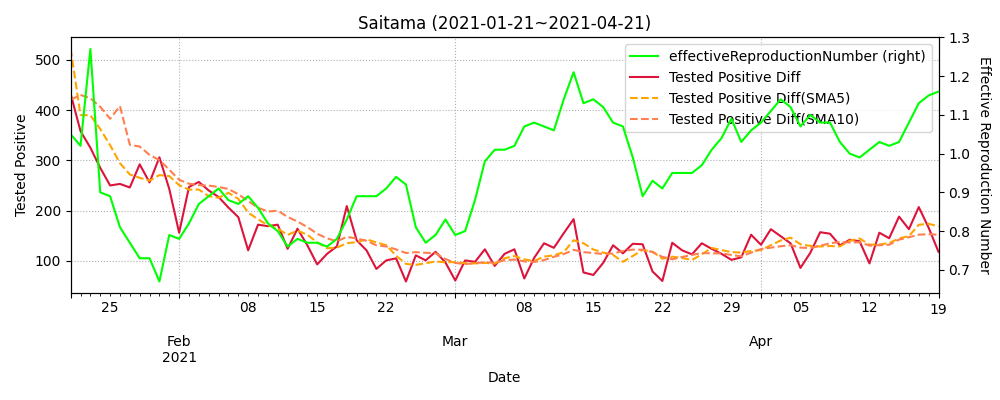 Saitama (2021-01-21~2021-04-21)
effectiveReproductionNumber (right)
Tested Positive Diff
Tested Positive Diff(SMA5)
Tested Positive Diff(SMA10)
Tested Positive
500
400
300
200
100
Effective Reproduction Number
1.3
1.2
1.1
1.0
0.9
0.8
0.7
25 08 15 22 08 15 22 29 05 12 19
Feb Mar Apr
2021
Date